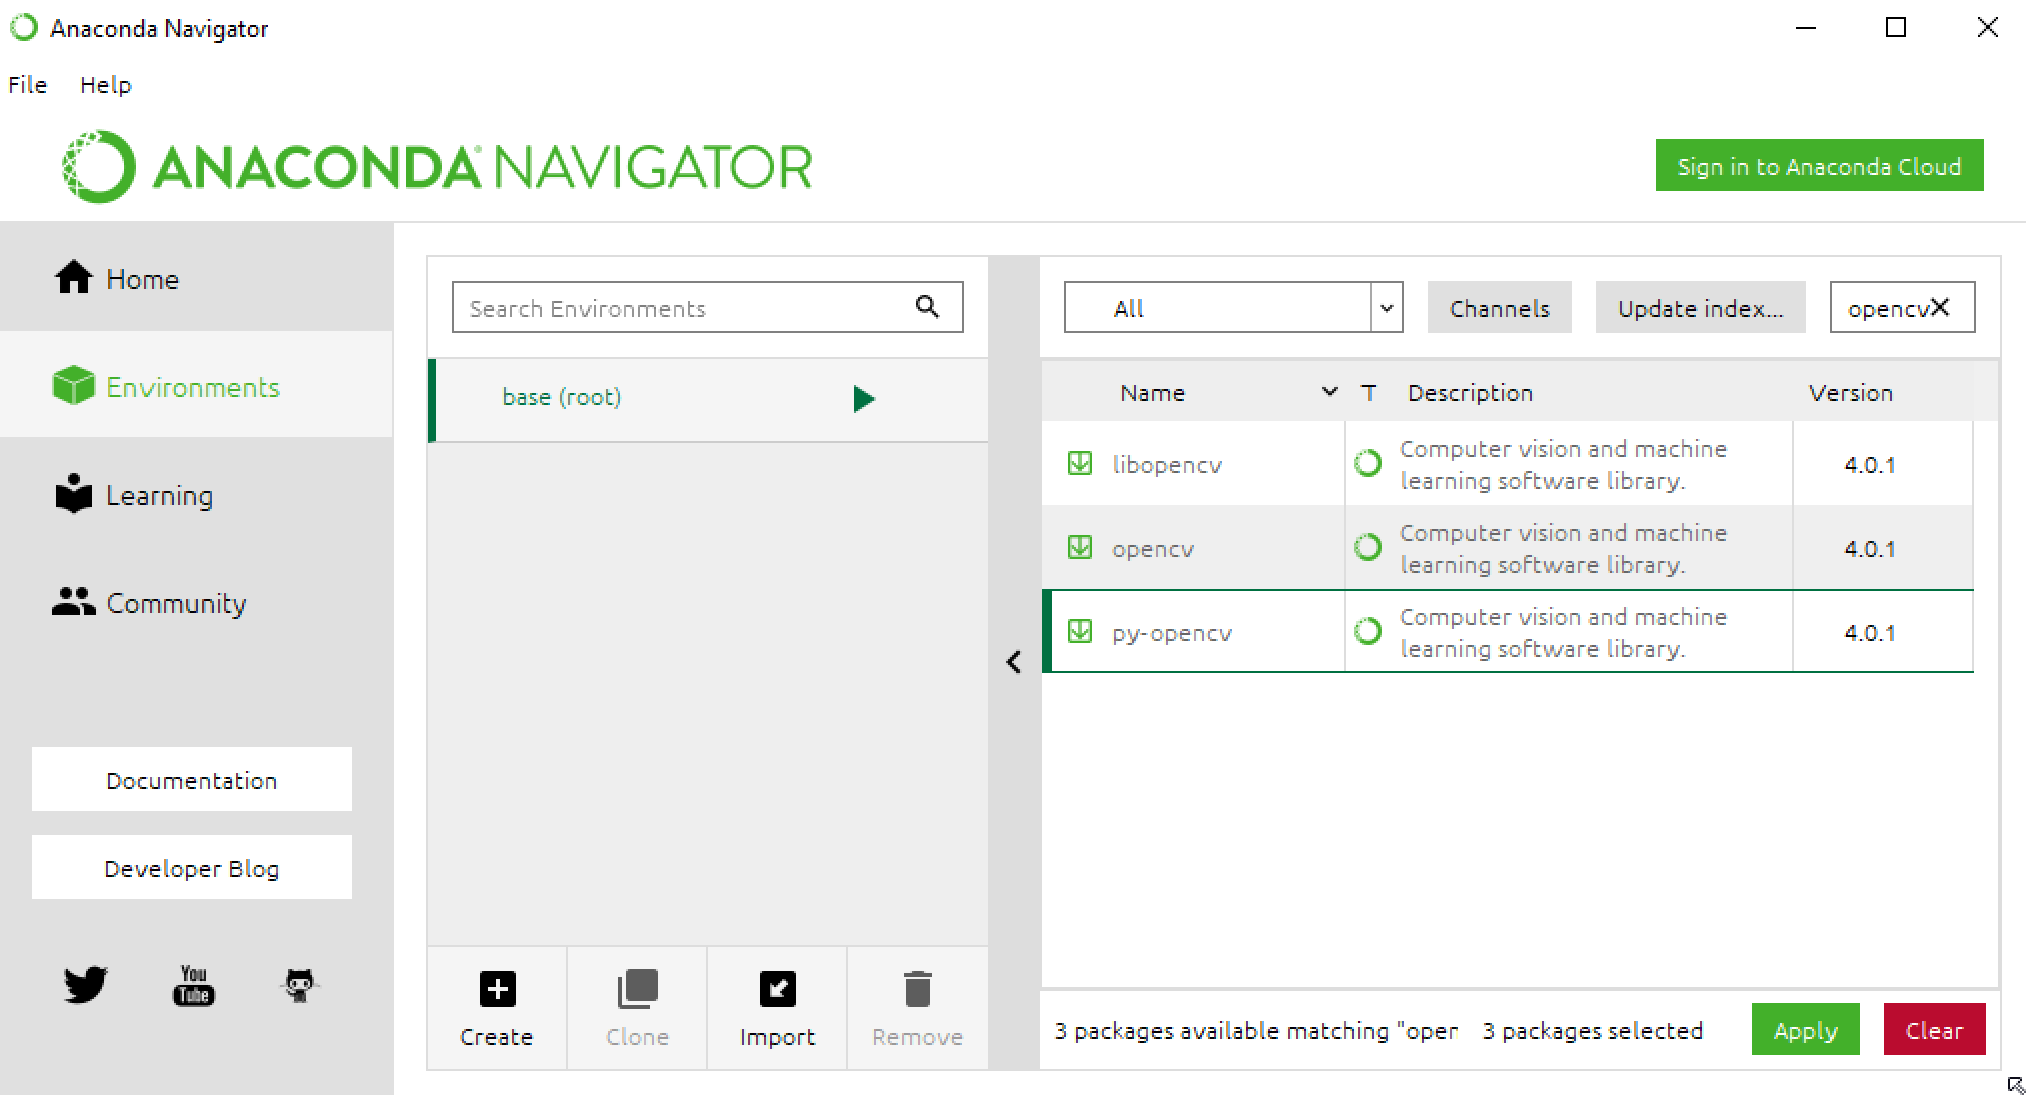 Anaconda Navigator
File Help
ANACONDA NAVIGATOR
Sign in to Anaconda Cloud
Home
Environments
Learning
Community
Documentation
Developer Blog
You
Tube
Search Environments
base (root)
Create Clone Import Remove
All Channels Update index... opencv
Name T Description Version
libopencv Computer vision and machine 4.0.1
learning software library.
opencv Computer vision and machine 4.0.1
learning software library.
py-opencv Computer vision and machine 4.0.1
learning software library.
3 packages available matching "oper 3 packages selected Apply Clear